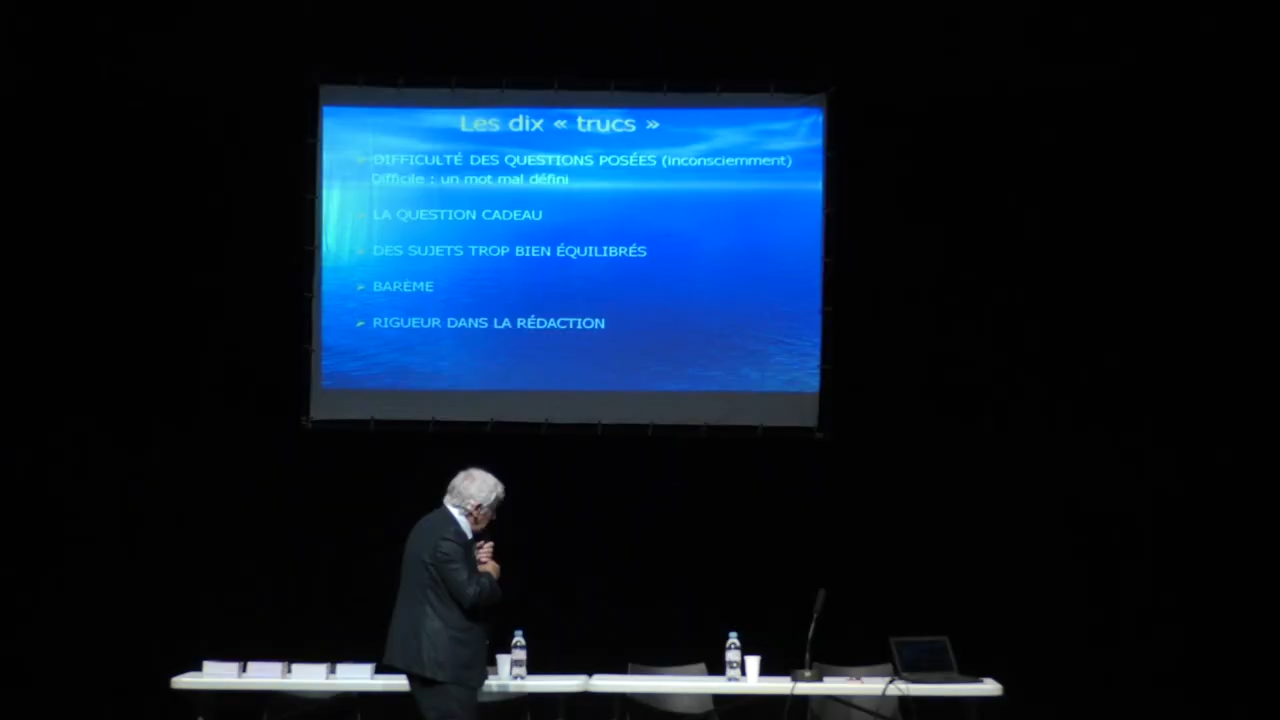 Les dix « trucs »
DIFFICULTÉ DES QUESTIONS POSÉES (inconsciemment)
Difficile : un mot mal défini
LA QUESTION CADEAU
DES SUJETS TROP BIEN ÉQUILIBRÉS
BARÈME
RIGUEUR DANS LA RÉDACTION